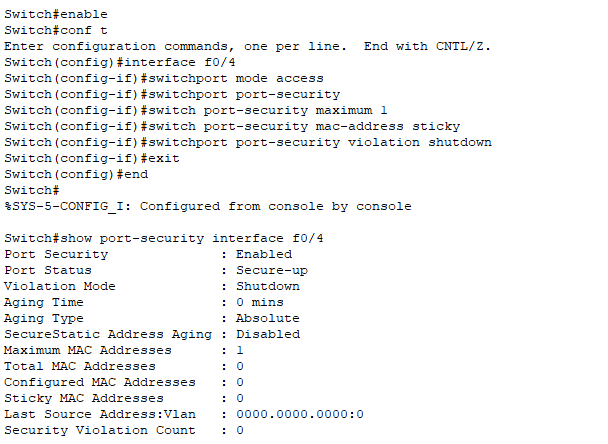 Switch#enable
Switch#conf t
Enter configuration commands, one per line.  End with CNTL/Z.
Switch(config)#interface f0/4
Switch(config-if)#switchport mode access
Switch(config-if)#switchport port-security
Switch(config-if)#switch port-security maximum 1
Switch(config-if)#switch port-security mac-address sticky
Switch(config-if)#switchport port-security violation shutdown
Switch(config-if)#exit
Switch(config)#end
Switch#
%SYS-5-CONFIG_I: Configured from console by console

Switch#show port-security interface f0/4
Port Security              : Enabled
Port Status                : Secure-up
Violation Mode             : Shutdown
Aging Time                 : 0 mins
Aging Type                 : Absolute
SecureStatic Address Aging : Disabled
Maximum MAC Addresses      : 1
Total MAC Addresses        : 0
Configured MAC Addresses   : 0
Sticky MAC Addresses       : 0
Last Source Address:Vlan   : 0000.0000.0000:0
Security Violation Count   : 0